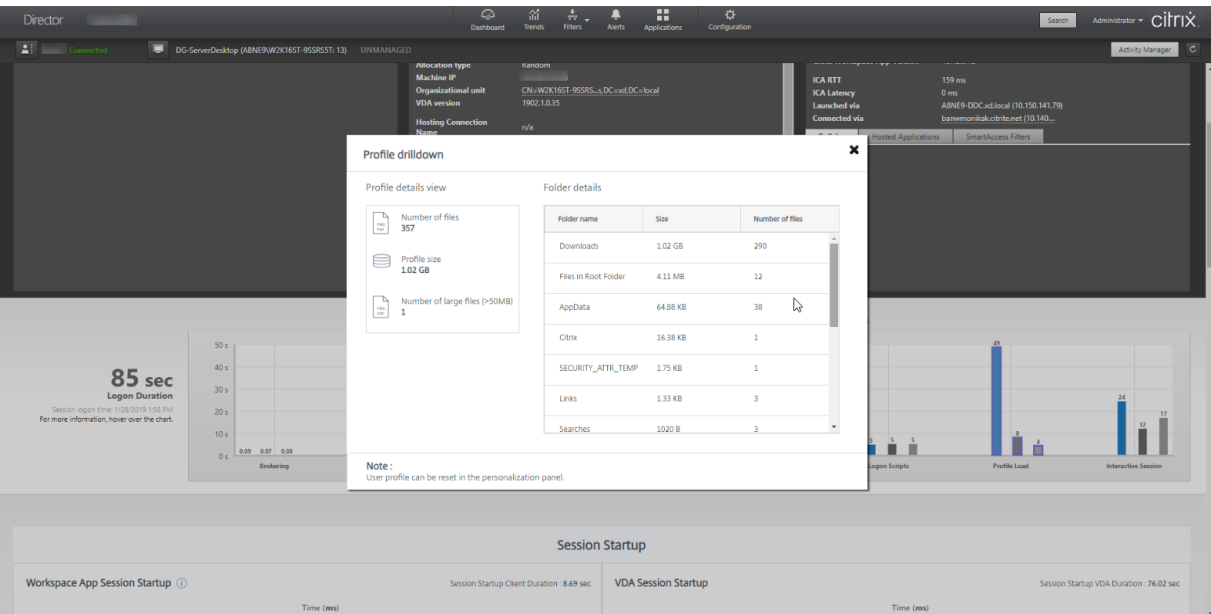 Director
Dashboard
Trends
Filters
Alerts
Applications
Configuration
Search
Administrator
citrix
Connected
DG-ServerDesktop (ABNE9\W2K16ST-9SSRS5T: 13) UNMANAGED
Activity Manager
Allocation type Random
Machine IP
Organizational unit CN=W2K16ST-9SSRS...s,DC=xd,DC=local
VDA version 1902.1.0.35
Hosting Connection
Name n/a
ICA RTT 159 ms
ICA Latency 0 ms
Launched via ABNE9-DDC.xd.local (10.150.141.79)
Connected via banwmonikak.citrite.net (10.140....
Hosted Applications
SmartAccess Filters
Profile drilldown
Profile details view
Number of files
357
Profile size
1.02 GB
Number of large files (>50MB)
1
Folder details
Folder name Size Number of files
Downloads 1.02 GB 290
Files in Root Folder 4.11 MB 12
AppData 64.88 KB 38
Citrix 16.38 KB 1
SECURITY_ATTR_TEMP 1.75 KB 1
Links 1.33 KB 3
Searches 1020 B 3
Note :
User profile can be reset in the personalization panel.
85 sec
Logon Duration
Session logon time: 1/28/2019 1:58 PM
For more information, hover over the chart.
50 s
40 s
30 s
20 s
10 s
0 s
0.09 0.07 0.08
Brokering
5 5 5
Logon Scripts
49 8 4
Profile Load
24 12 17
Interactive Session
Session Startup
Workspace App Session Startup
Session Startup Client Duration : 8.69 sec
Time (ms)
VDA Session Startup
Session Startup VDA Duration : 76.02 sec
Time (ms)